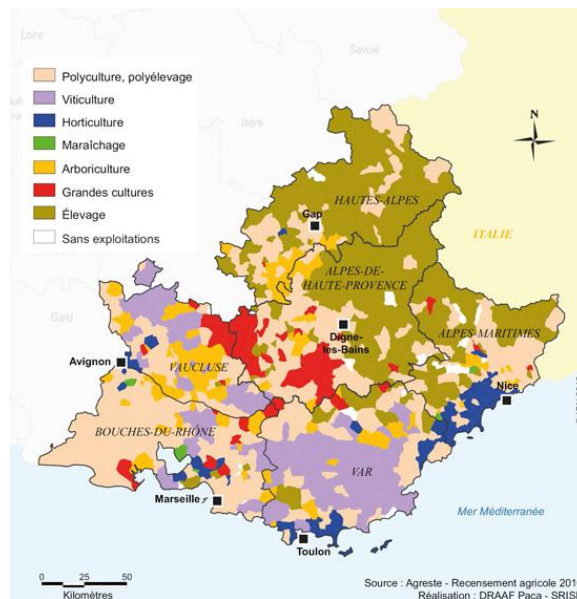 Loire
Savoie
Isère
Gard
Polyculture, polyélevage
Viticulture
Horticulture
Maraîchage
Arboriculture
Grandes cultures
Élevage
Sans exploitations
N
HAUTES-ALPES
Gap
ITALIE
ALPES-DE-
HAUTE-PROVENCE
Digne-
les-Bains
ALPES-MARITIMES
Avignon
VAUCLUSE
Nice
BOUCHES-DU-RHÔNE
VAR
Marseille
Mer Méditerranée
Toulon
0 25 50
Kilomètres
Source : Agreste - Recensement agricole 201
Réalisation : DRAAF Paca - SRISE